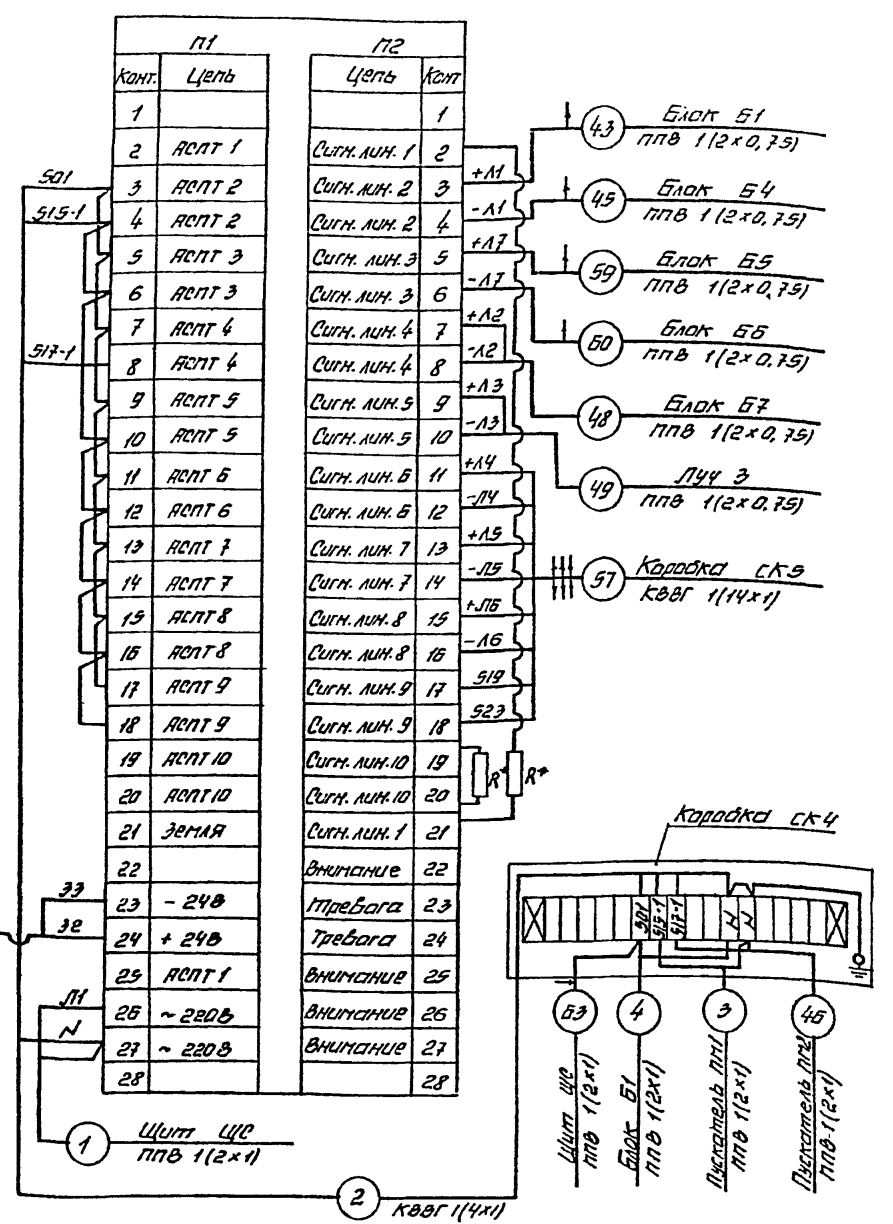 П1 П2
Конт. Цепь Цепь Конт
1 1
2 АСПТ 1 Сигн. лин. 1 2
3 АСПТ 2 Сигн. лин. 2 3
4 АСПТ 2 Сигн. лин. 2 4
5 АСПТ 3 Сигн. лин. 3 5
6 АСПТ 3 Сигн. лин. 3 6
7 АСПТ 4 Сигн. лин. 4 7
8 АСПТ 4 Сигн. лин. 4 8
9 АСПТ 5 Сигн. лин. 5 9
10 АСПТ 5 Сигн. лин. 5 10
11 АСПТ 6 Сигн. лин. 6 11
12 АСПТ 6 Сигн. лин. 6 12
13 АСПТ 7 Сигн. лин. 7 13
14 АСПТ 7 Сигн. лин. 7 14
15 АСПТ 8 Сигн. лин. 8 15
16 АСПТ 8 Сигн. лин. 8 16
17 АСПТ 9 Сигн. лин. 9 17
18 АСПТ 9 Сигн. лин. 9 18
19 АСПТ 10 Сигн. лин. 10 19
20 АСПТ 10 Сигн. лин. 10 20
21 Земля Сигн. лин. 1 21
22 Внимание 22
23 - 24В Тревога 23
24 + 24В Тревога 24
25 АСПТ 1 Внимание 25
26 ~ 220В Внимание 26
27 ~ 220В Внимание 27
28 28
501
515-1
517-1
33
32
Л1
N
+Л1
-Л1
+Л7
-Л7
+Л2
-Л2
+Л3
-Л3
+Л4
-Л4
+Л5
-Л5
+Л6
-Л6
519
523
R*
R*
43 Блок Б1
ППВ 1(2×0,75)
45 Блок Б4
ППВ 1(2×0,75)
59 Блок Б5
ППВ 1(2×0,75)
60 Блок Б6
ППВ 1(2×0,75)
48 Блок Б7
ППВ 1(2×0,75)
49 Луч 3
ППВ 1(2×0,75)
57 Коробка СК5
КВВГ 1(14×1)
Коробка СК4
501
515-1
517-1
N
N
63
Щит ЩС
ППВ 1(2×1)
4
Блок Б1
ППВ 1(2×1)
3
Пускатель ПМ1
ППВ 1(2×1)
46
Пускатель ПМ2
ППВ-1(2×1)
1 Щит ЩС
ППВ 1(2×1)
2
КВВГ 1(4×1)